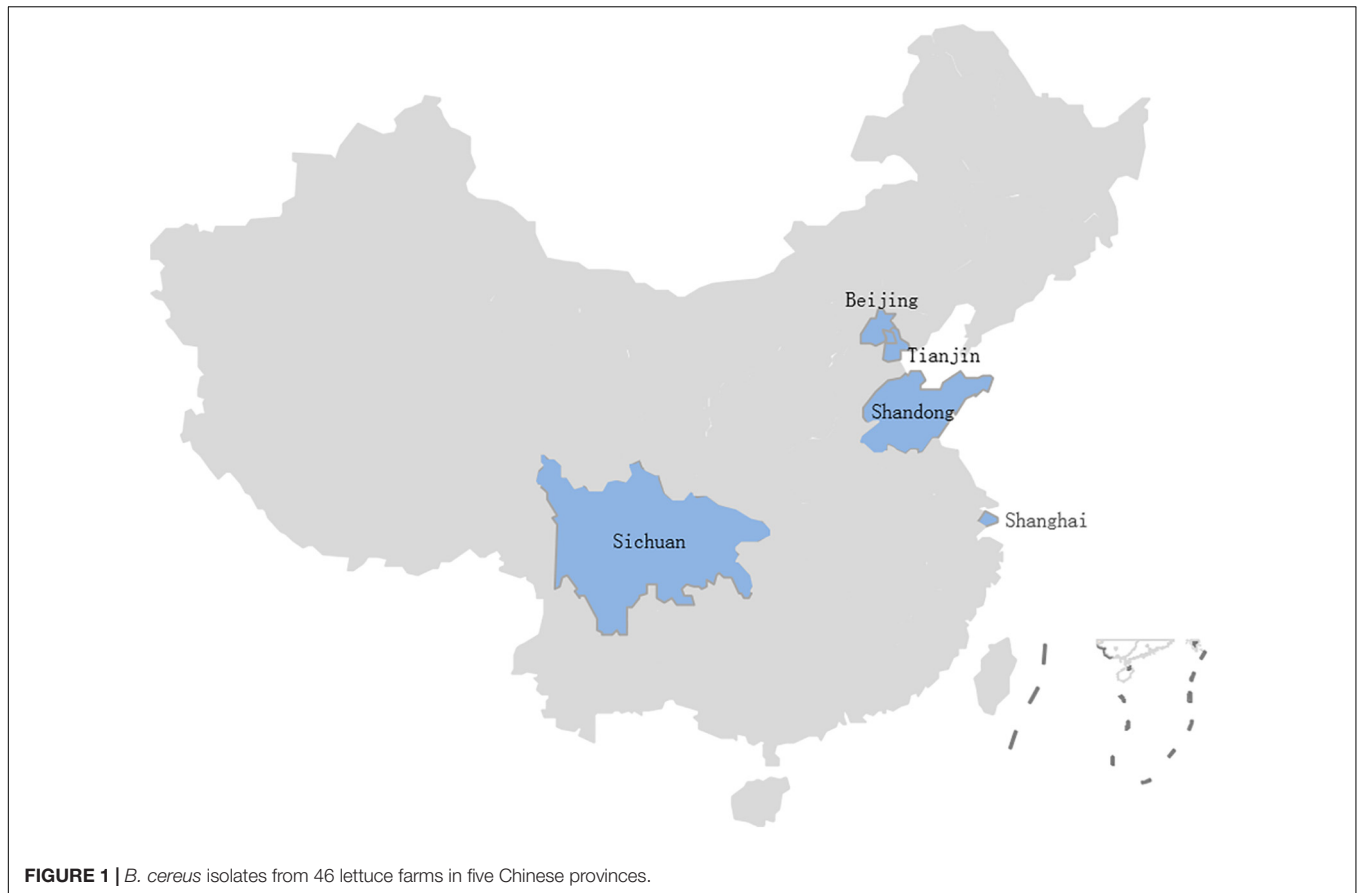 Beijing
Tianjin
Shandong
Shanghai
Sichuan
FIGURE 1 | B. cereus isolates from 46 lettuce farms in five Chinese provinces.